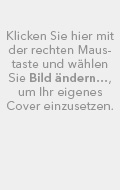 Klicken Sie hier mit
der rechten Maus-
taste und wählen
Sie Bild ändern...,
um Ihr eigenes
Cover einzusetzen.